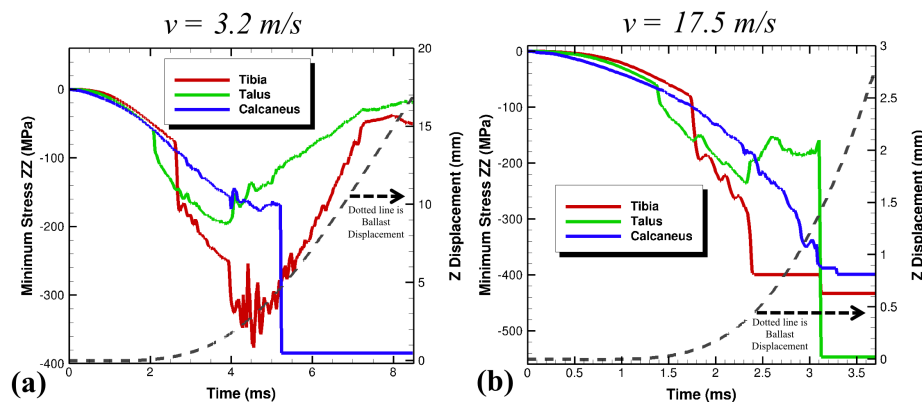 v = 3.2 m/s
v = 17.5 m/s
(a)
Minimum Stress ZZ (MPa)
0
-100
-200
-300
-400
Tibia
Talus
Calcaneus
Dotted line is
Ballast
Displacement
20
15
10
5
0
Z Displacement (mm)
0 2 4 6 8
Time (ms)
(b)
Minimum Stress ZZ (MPa)
0
-100
-200
-300
-400
-500
Tibia
Talus
Calcaneus
Dotted line is
Ballast
Displacement
3
2.5
2
1.5
1
0.5
0
Z Displacement (mm)
0 0.5 1 1.5 2 2.5 3 3.5
Time (ms)